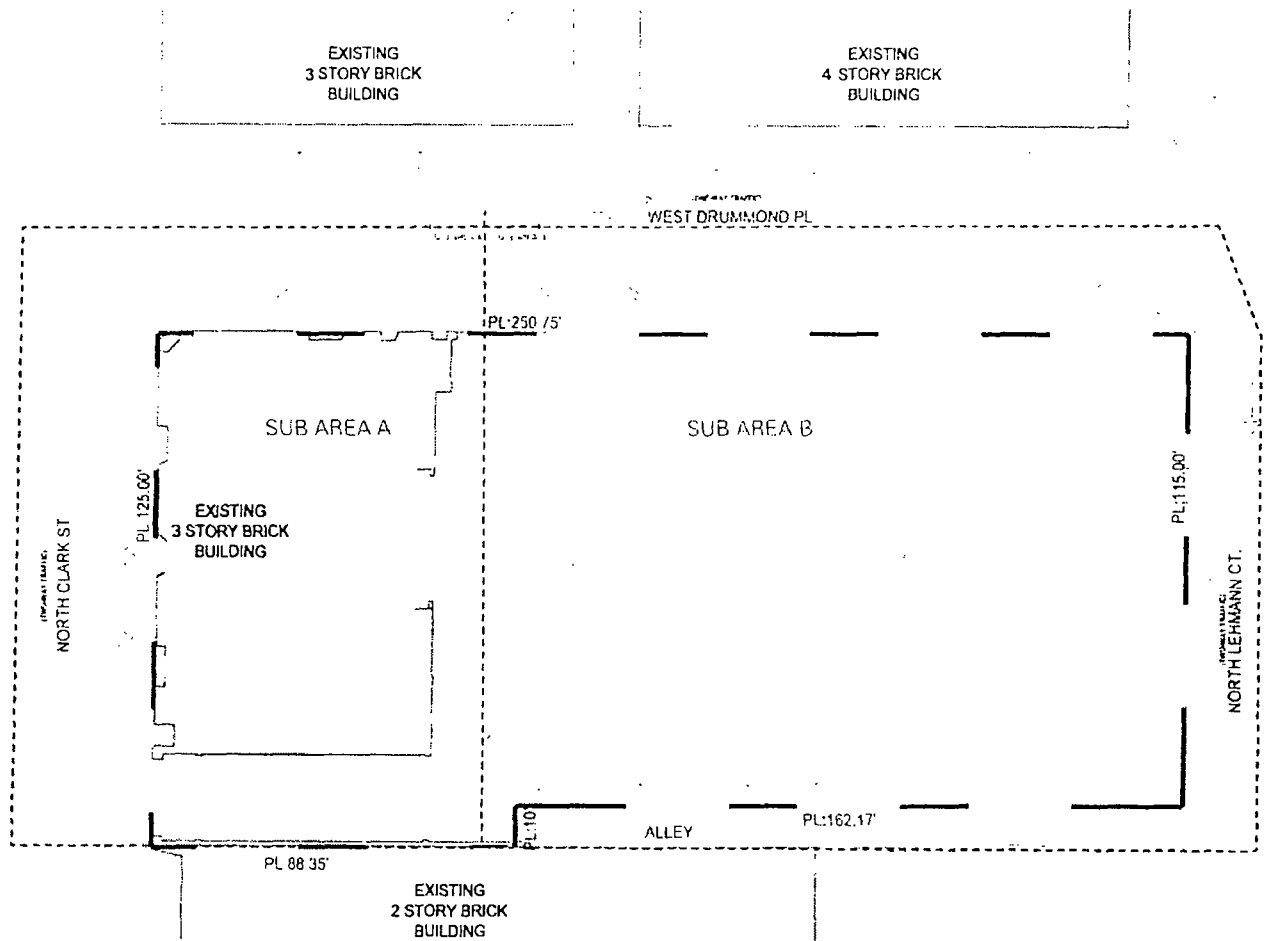 EXISTING
3 STORY BRICK
BUILDING
EXISTING
4 STORY BRICK
BUILDING
WEST DRUMMOND PL
PL:250 75'
SUB AREA A
SUB AREA B
PL 125.00'
PL:115.00'
EXISTING
3 STORY BRICK
BUILDING
NORTH CLARK ST
NORTH LEHMANN CT.
PL:10'
ALLEY
PL:162.17'
PL 88 35'
EXISTING
2 STORY BRICK
BUILDING